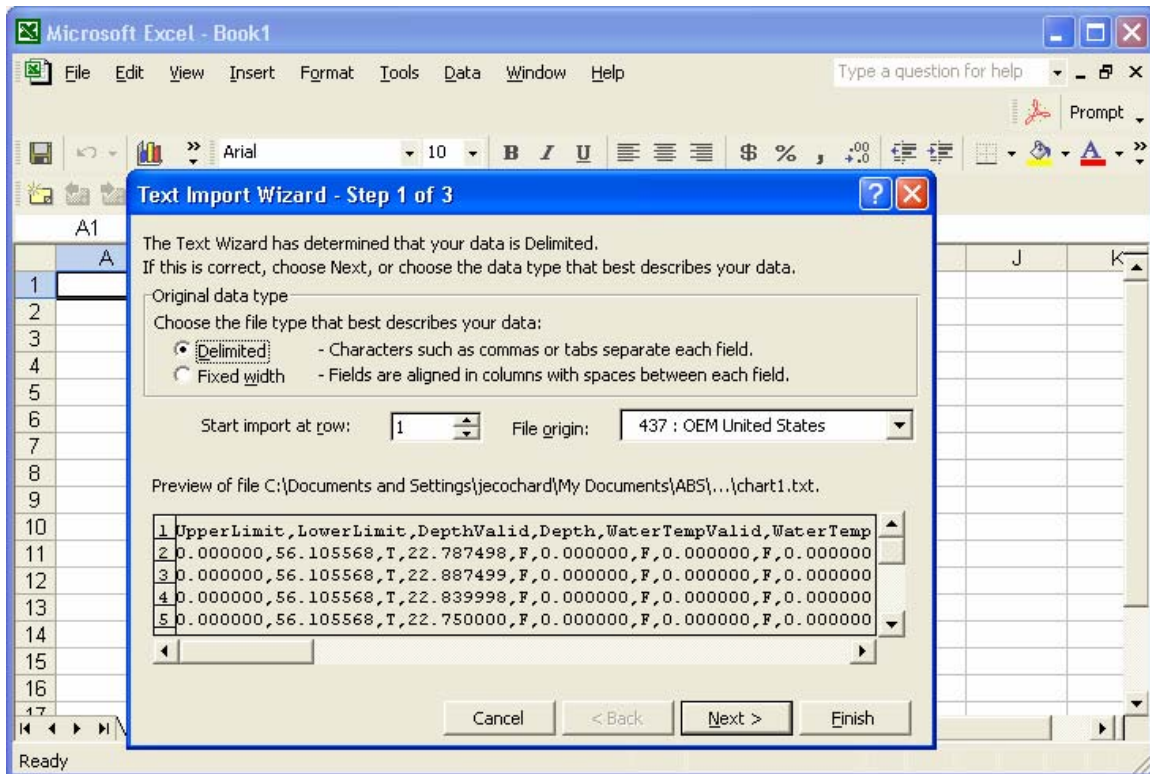 Microsoft Excel - Book1
File Edit View Insert Format Tools Data Window Help Type a question for help
Prompt
Arial 10 B I U $ % , .00 +.0 A
Text Import Wizard - Step 1 of 3
A1
The Text Wizard has determined that your data is Delimited.
If this is correct, choose Next, or choose the data type that best describes your data.
A J K
Original data type
Choose the file type that best describes your data:
Delimited - Characters such as commas or tabs separate each field.
Fixed width - Fields are aligned in columns with spaces between each field.
Start import at row: 1 File origin: 437 : OEM United States
Preview of file C:\Documents and Settings\jecochard\My Documents\ABS\...\chart1.txt.
1 UpperLimit,LowerLimit,DepthValid,Depth,WaterTempValid,WaterTemp
2 0.000000,56.105568,T,22.787498,F,0.000000,F,0.000000,F,0.000000
3 0.000000,56.105568,T,22.887499,F,0.000000,F,0.000000,F,0.000000
4 0.000000,56.105568,T,22.839998,F,0.000000,F,0.000000,F,0.000000
5 0.000000,56.105568,T,22.750000,F,0.000000,F,0.000000,F,0.000000
Cancel < Back Next > Finish
1
2
3
4
5
6
7
8
9
10
11
12
13
14
15
16
17
Ready